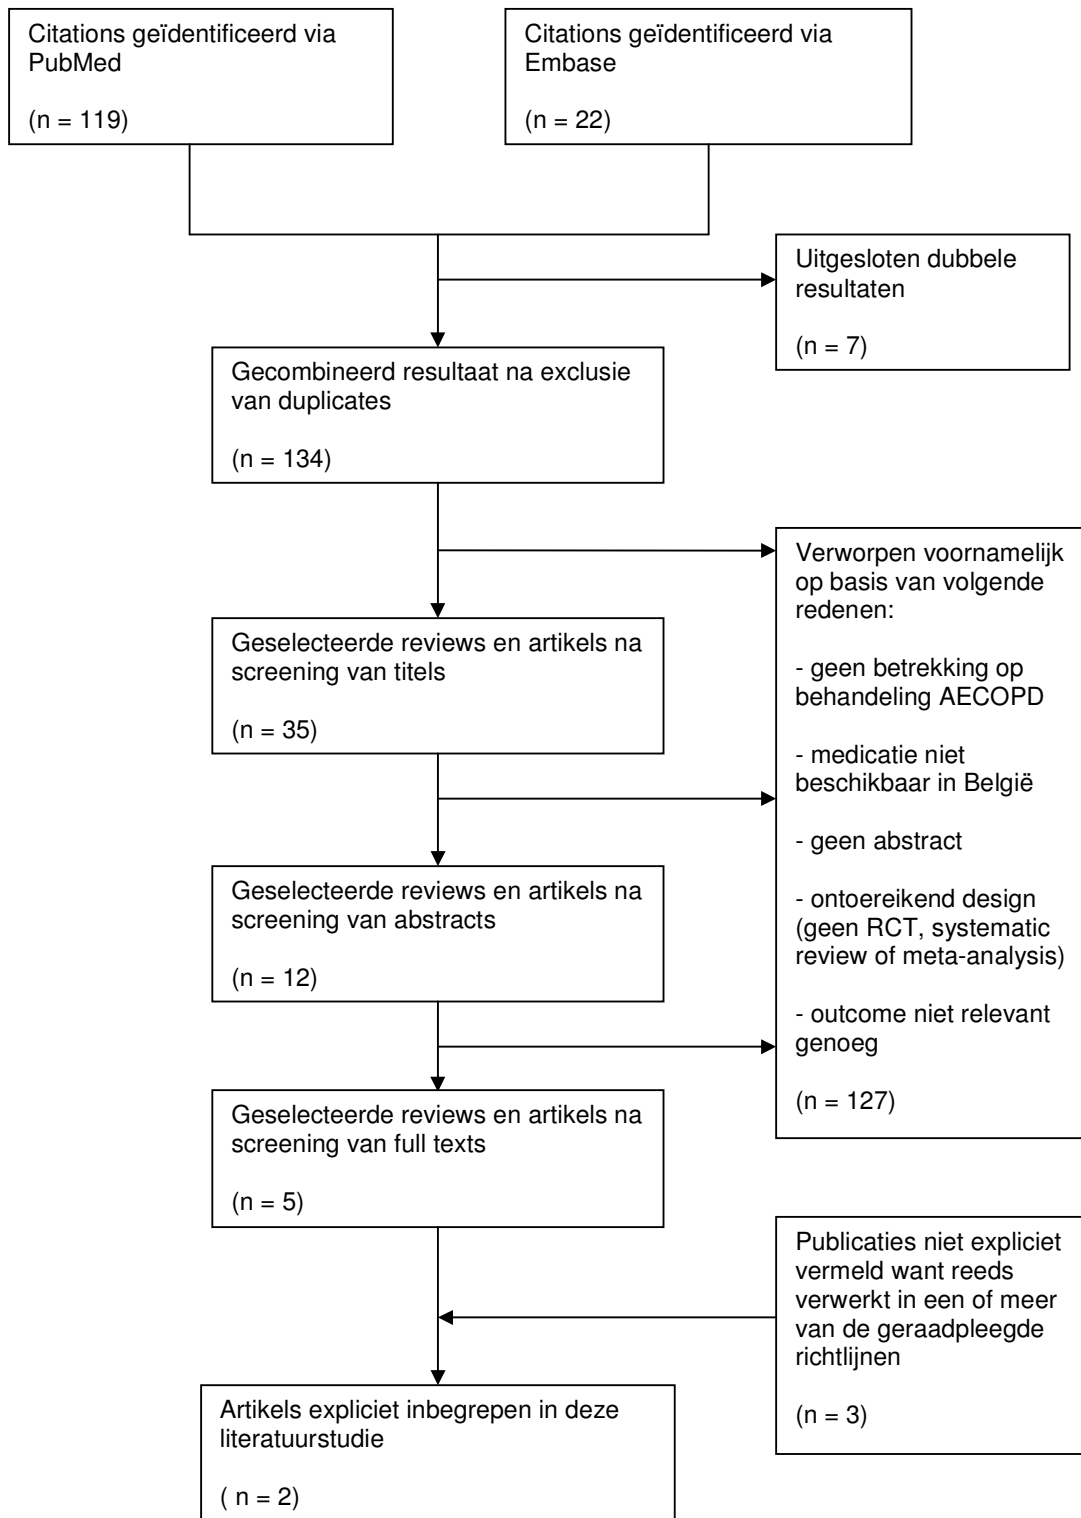 Citations geïdentificeerd via
PubMed
(n = 119)
Citations geïdentificeerd via
Embase
(n = 22)
Uitgesloten dubbele
resultaten
(n = 7)
Gecombineerd resultaat na exclusie
van duplicates
(n = 134)
Verworpen voornamelijk
op basis van volgende
redenen:
- geen betrekking op
behandeling AECOPD
- medicatie niet
beschikbaar in België
- geen abstract
- ontoereikend design
(geen RCT, systematic
review of meta-analysis)
- outcome niet relevant
genoeg
(n = 127)
Geselecteerde reviews en artikels na
screening van titels
(n = 35)
Geselecteerde reviews en artikels na
screening van abstracts
(n = 12)
Geselecteerde reviews en artikels na
screening van full texts
(n = 5)
Publicaties niet expliciet
vermeld want reeds
verwerkt in een of meer
van de geraadpleegde
richtlijnen
(n = 3)
Artikels expliciet inbegrepen in deze
literatuurstudie
( n = 2)